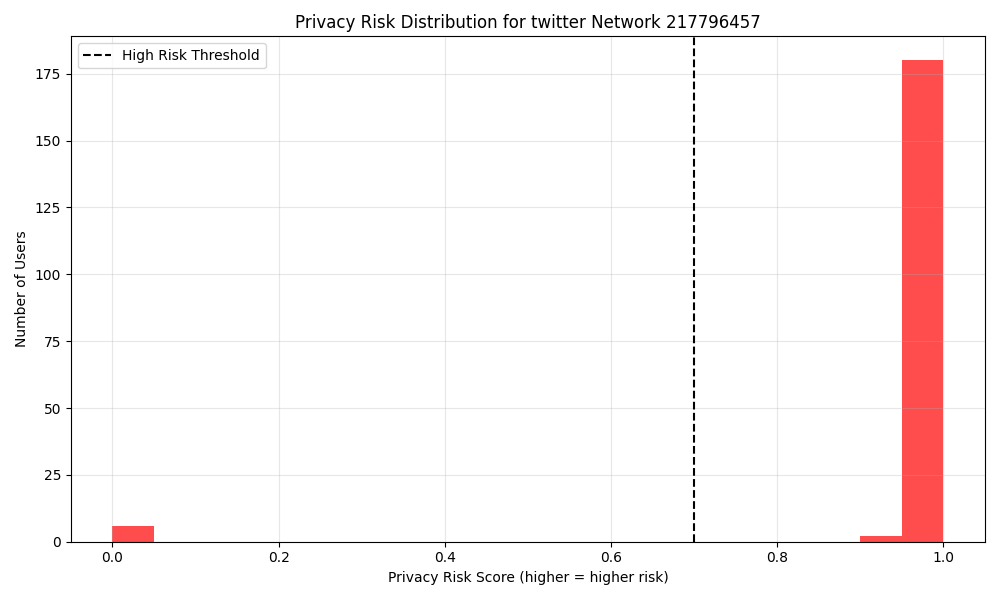 Privacy Risk Distribution for twitter Network 217796457
High Risk Threshold
175
150
125
100
75
50
25
0
Number of Users
0.0 0.2 0.4 0.6 0.8 1.0
Privacy Risk Score (higher = higher risk)